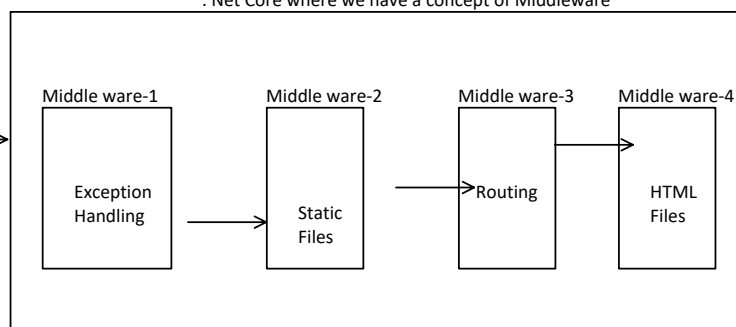 . Net Core where we have a concept of Middleware
Middle ware-1
Middle ware-2
Middle ware-3
Middle ware-4
Exception
Handling
Static
Files
Routing
HTML
Files